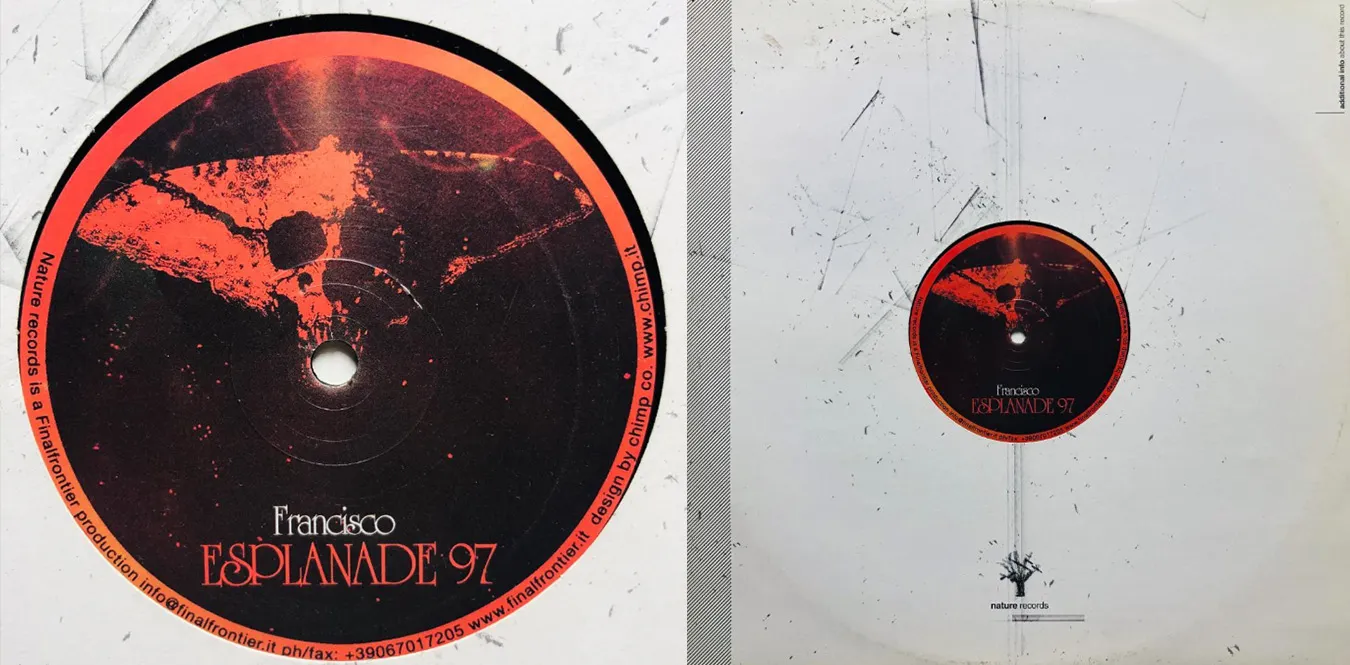 Nature records is a Finalfrontier production info@finalfrontier.it ph/fax: +39067017205 www.finalfrontier.it design by chimp co. www.chimp.it
Francisco
ESPLANADE 97
additional info about this record
Francisco
ESPLANADE 97
nature records